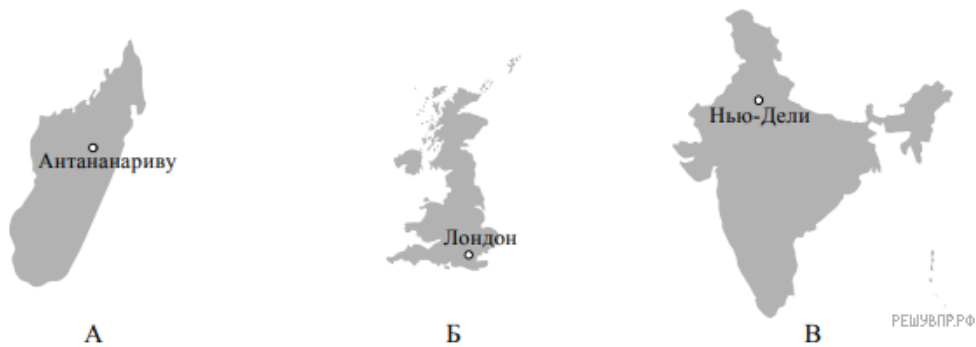 Антананариву
Лондон
Нью-Дели
А
Б
В
РЕШУВПР.РФ